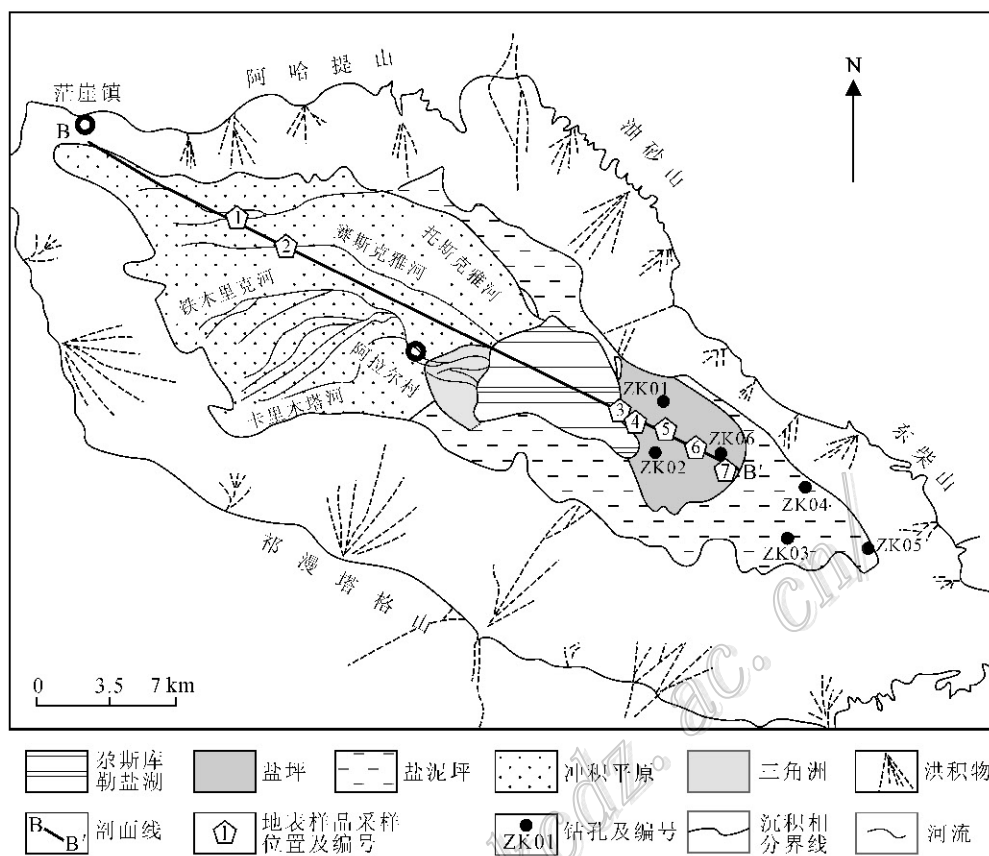 阿哈提山
N
茫崖镇
B
油砂山
1
2
赛斯克雅河
托斯克雅河
铁木里克河
阿拉尔村
卡里木塔河
ZK01
3
4
5
6
ZK06
ZK02
7
B'
ZK04
ZK03
ZK05
东柴山
祁漫塔格山
0 3.5 7 km
尕斯库勒盐湖
盐坪
盐泥坪
冲积平原
三角洲
洪积物
B B'
剖面线
1
地表样品采样
位置及编号
ZK01
钻孔及编号
沉积相
分界线
河流